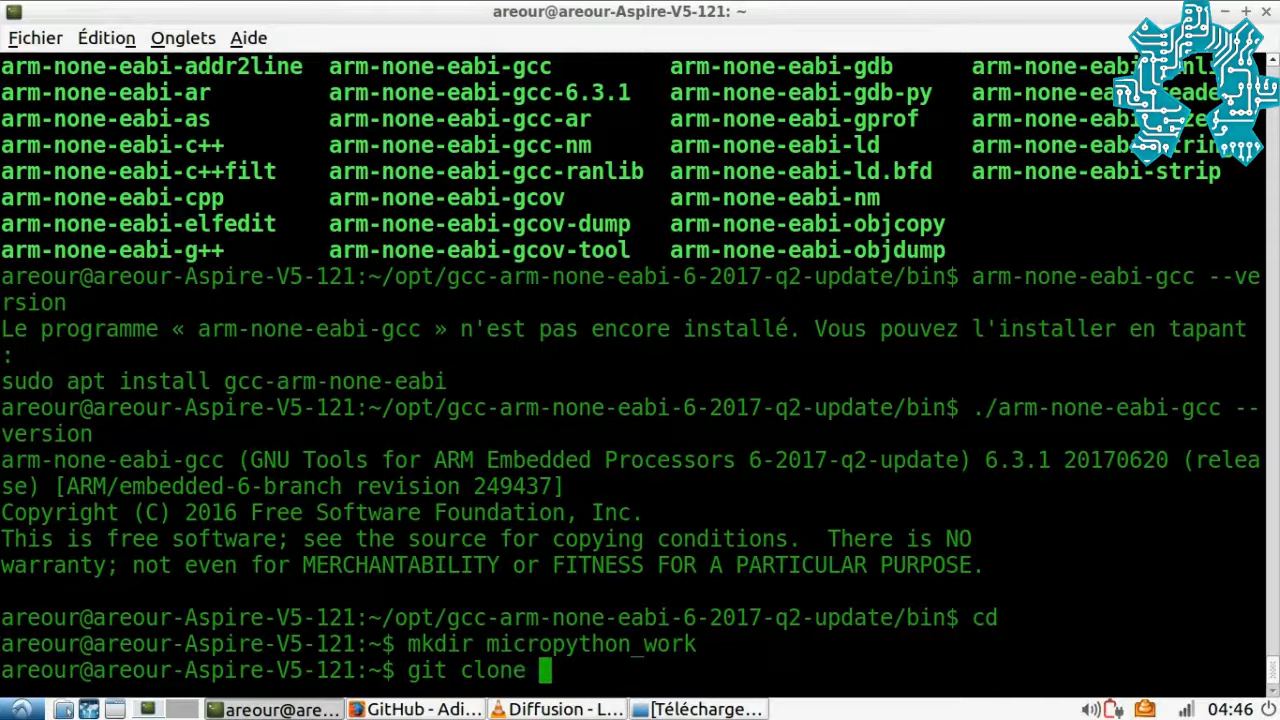 areour@areour-Aspire-V5-121: ~
Fichier Édition Onglets Aide
arm-none-eabi-addr2line arm-none-eabi-gcc arm-none-eabi-gdb
arm-none-eabi-ar arm-none-eabi-gcc-6.3.1 arm-none-eabi-gdb-py
arm-none-eabi-as arm-none-eabi-gcc-ar arm-none-eabi-gprof
arm-none-eabi-c++ arm-none-eabi-gcc-nm arm-none-eabi-ld
arm-none-eabi-c++filt arm-none-eabi-gcc-ranlib arm-none-eabi-ld.bfd arm-none-eabi-strip
arm-none-eabi-cpp arm-none-eabi-gcov arm-none-eabi-nm
arm-none-eabi-elfedit arm-none-eabi-gcov-dump arm-none-eabi-objcopy
arm-none-eabi-g++ arm-none-eabi-gcov-tool arm-none-eabi-objdump
areour@areour-Aspire-V5-121:~/opt/gcc-arm-none-eabi-6-2017-q2-update/bin$ arm-none-eabi-gcc --ve
rsion
Le programme « arm-none-eabi-gcc » n'est pas encore installé. Vous pouvez l'installer en tapant
:
sudo apt install gcc-arm-none-eabi
areour@areour-Aspire-V5-121:~/opt/gcc-arm-none-eabi-6-2017-q2-update/bin$ ./arm-none-eabi-gcc --
version
arm-none-eabi-gcc (GNU Tools for ARM Embedded Processors 6-2017-q2-update) 6.3.1 20170620 (relea
se) [ARM/embedded-6-branch revision 249437]
Copyright (C) 2016 Free Software Foundation, Inc.
This is free software; see the source for copying conditions.  There is NO
warranty; not even for MERCHANTABILITY or FITNESS FOR A PARTICULAR PURPOSE.
areour@areour-Aspire-V5-121:~/opt/gcc-arm-none-eabi-6-2017-q2-update/bin$ cd
areour@areour-Aspire-V5-121:~$ mkdir micropython_work
areour@areour-Aspire-V5-121:~$ git clone
areour@are... GitHub - Adi... Diffusion - L... [Télécharge... 04:46